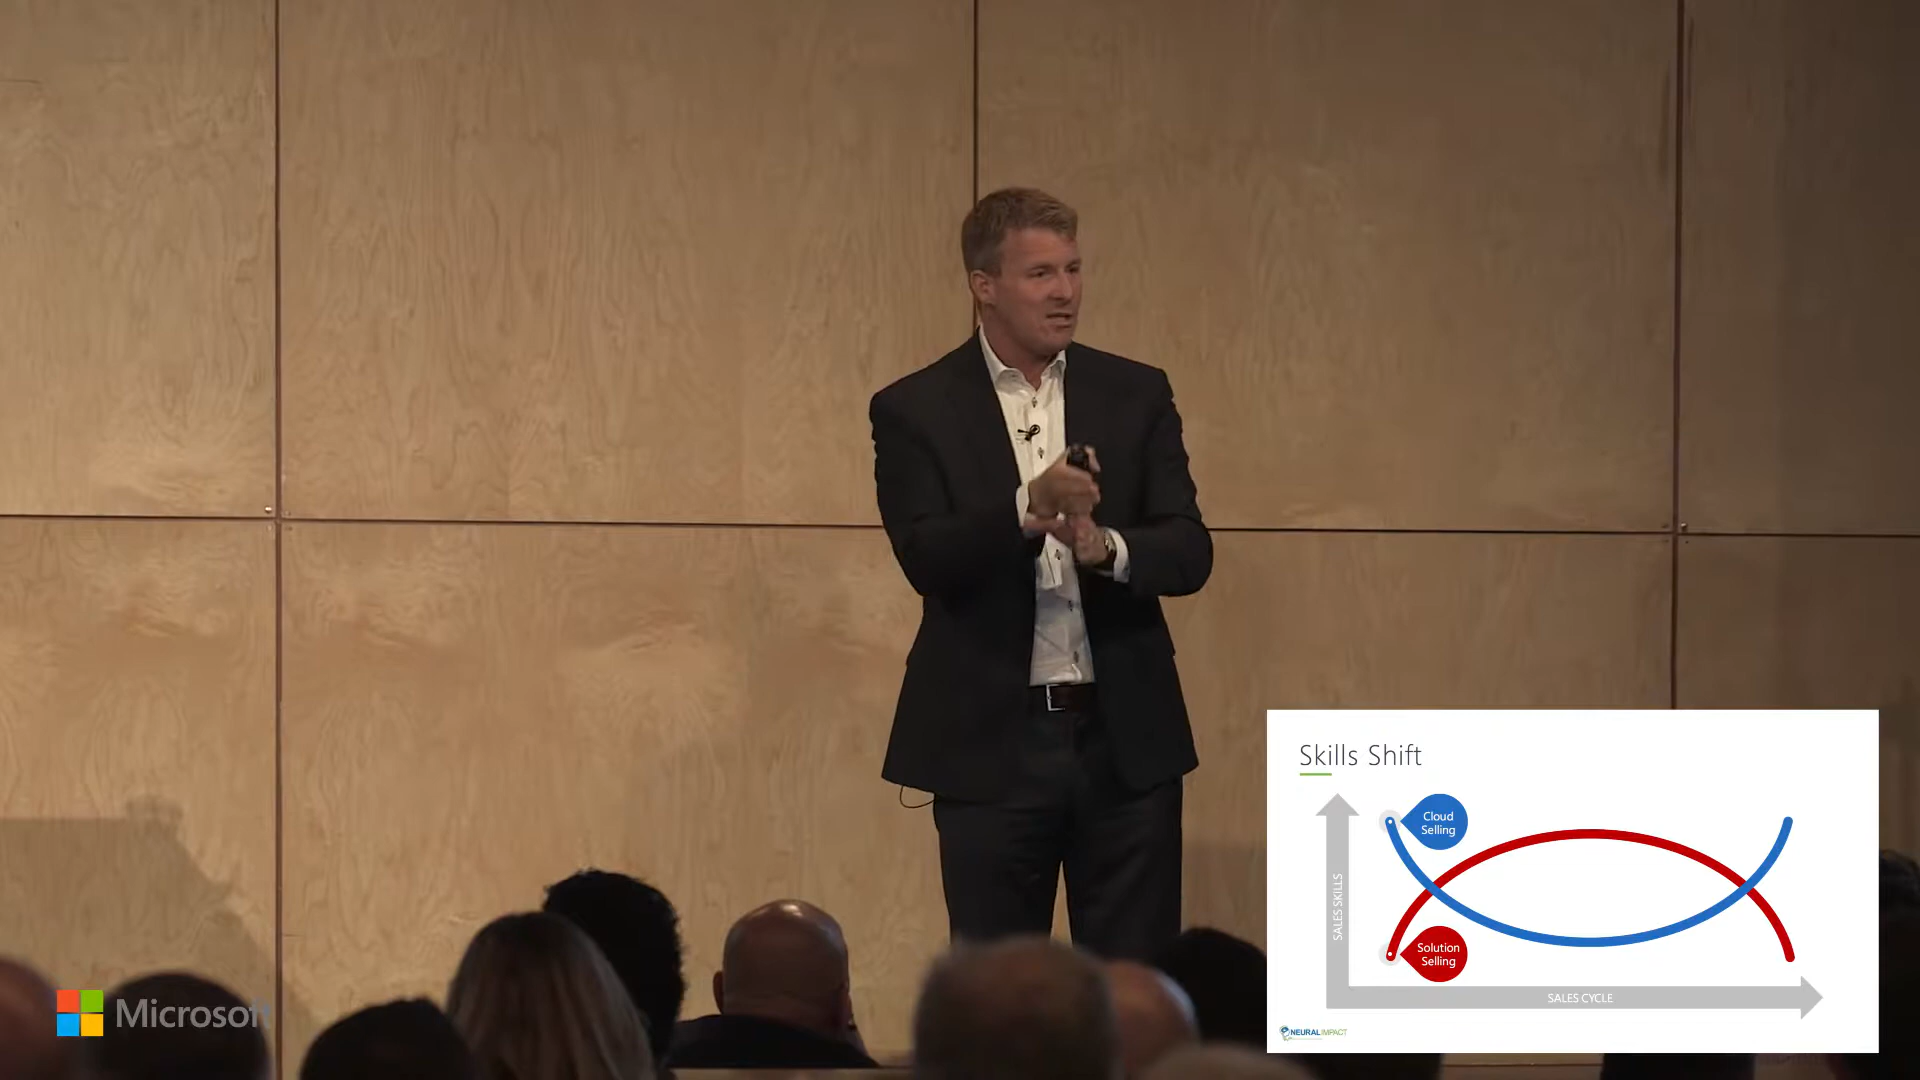 Skills Shift
Cloud
Selling
SALES SKILLS
Solution
Selling
SALES CYCLE
NEURAL IMPACT
Microsoft